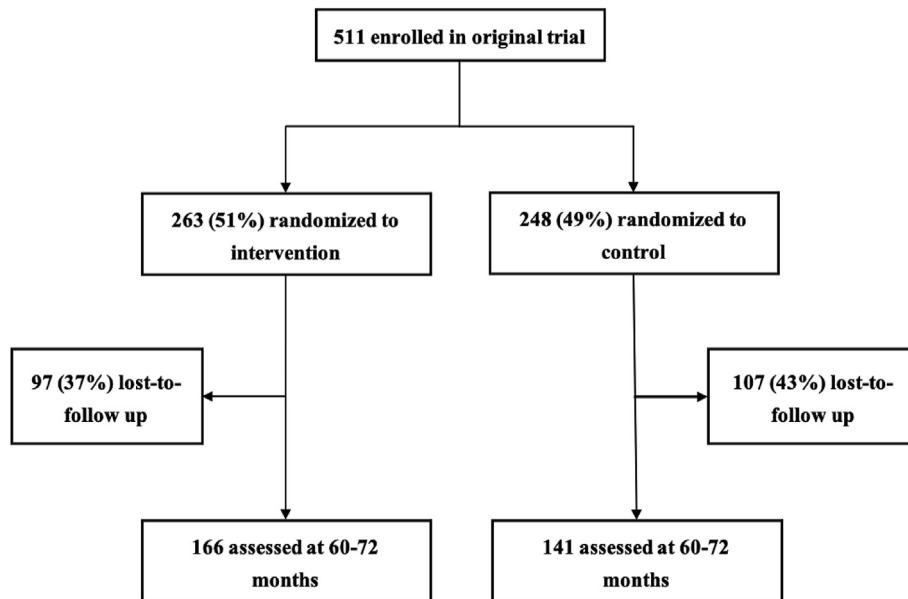 511 enrolled in original trial
263 (51%) randomized to
intervention
248 (49%) randomized to
control
97 (37%) lost-to-
follow up
107 (43%) lost-to-
follow up
166 assessed at 60-72
months
141 assessed at 60-72
months